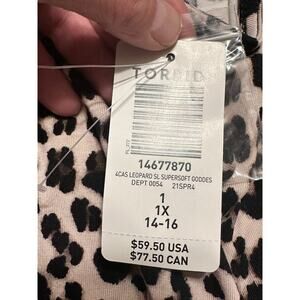 TORRID
14677870
4CAS LEOPARD SL SUPERSOFT GODDES
DEPT 0054 21SPR4
1
1X
14-16
$59.50 USA
$77.50 CAN